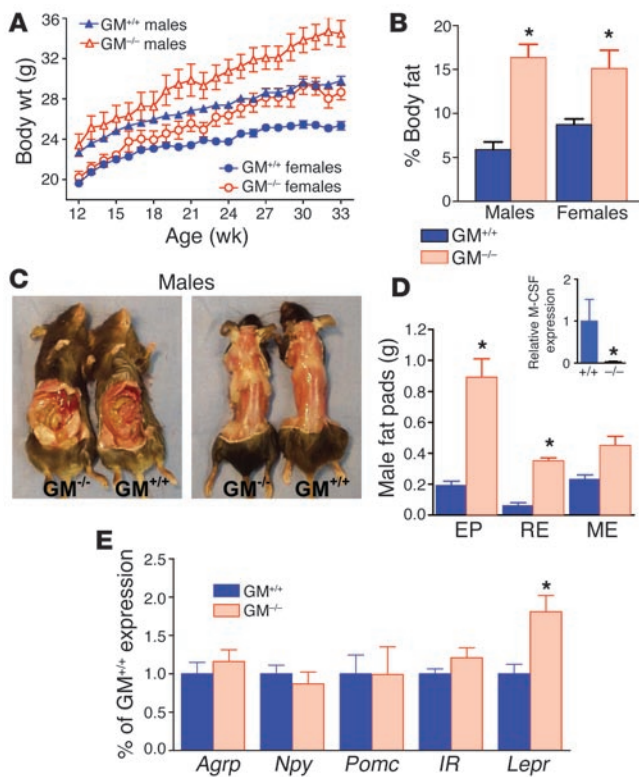 A
GM+/+ males
GM−/− males
GM+/+ females
GM−/− females
Body wt (g)
36
32
28
24
20
12 15 18 21 24 27 30 33
Age (wk)
B
% Body fat
20
15
10
5
0
Males Females
GM+/+
GM−/−
C
Males
GM-/- GM+/+
GM-/- GM+/+
D
Male fat pads (g)
1.2
1.0
0.8
0.6
0.4
0.2
0.0
* *
EP RE ME
Relative M-CSF
expression
2
1
0
*
+/+ −/−
E
GM+/+
GM−/−
% of GM+/+ expression
2.5
2.0
1.5
1.0
0.5
0.0
*
Agrp Npy Pomc IR Lepr